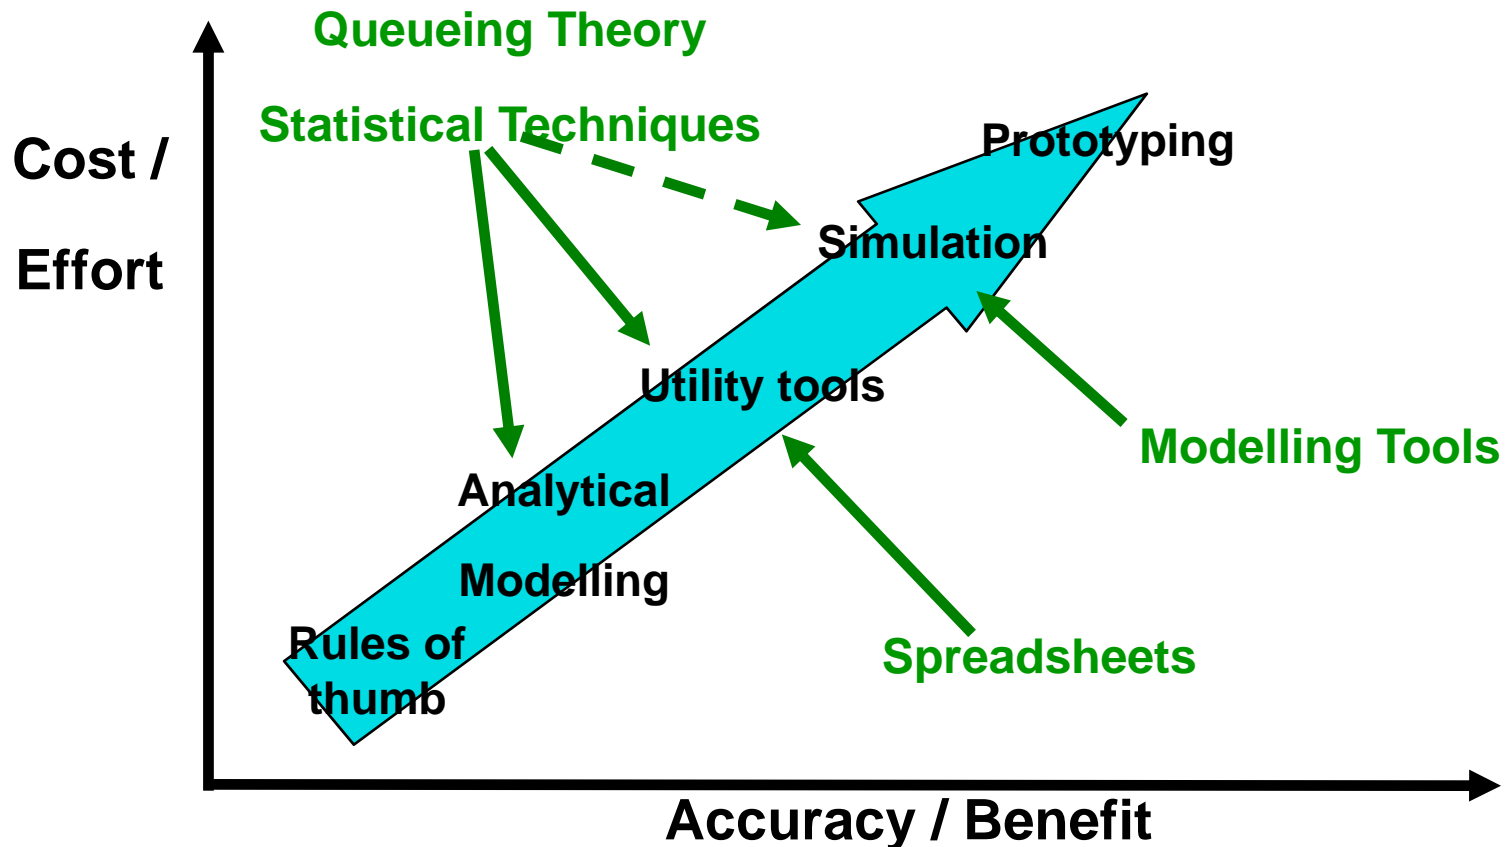 Queueing Theory
Statistical Techniques
Cost /
Effort
Prototyping
Simulation
Utility tools
Modelling Tools
Analytical
Modelling
Rules of
thumb
Spreadsheets
Accuracy / Benefit